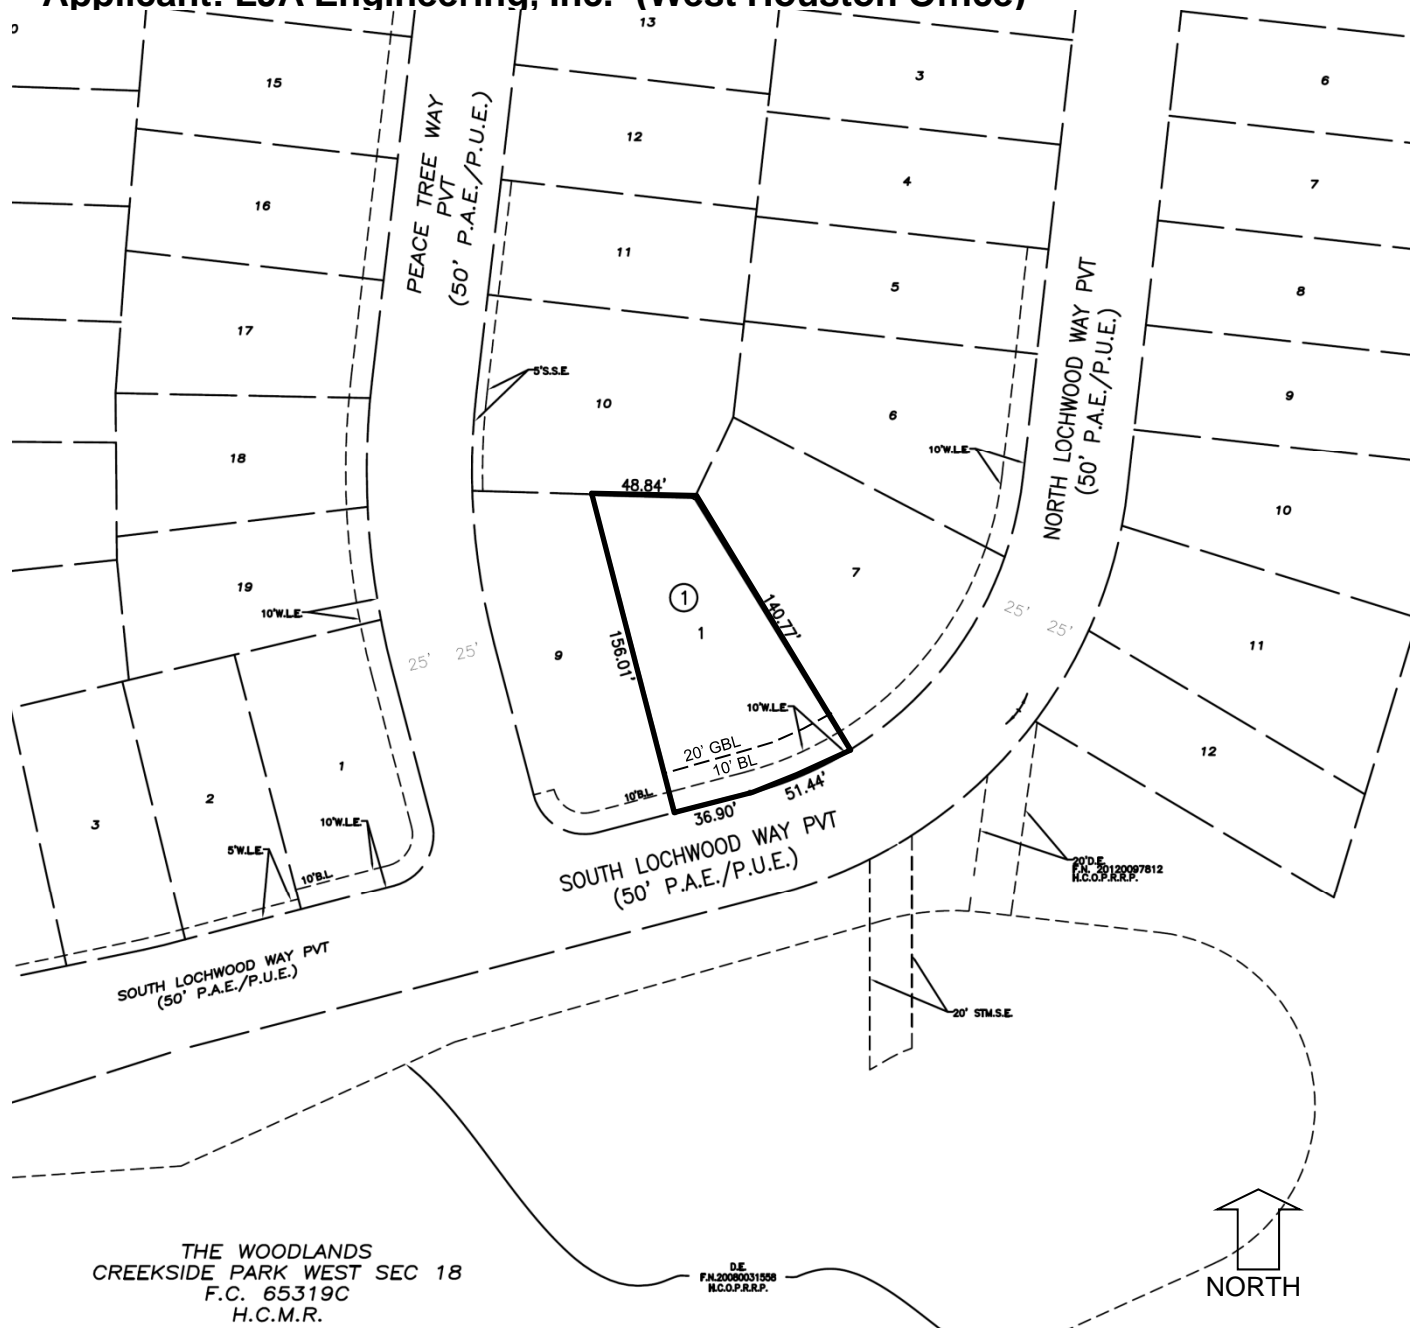 Applicant: LJA Engineering, Inc. (West Houston Office)
13
15
3
6
12
PEACE TREE WAY
PVT
(50' P.A.E./P.U.E.)
16
4
7
11
5
8
17
NORTH LOCHWOOD WAY PVT
(50' P.A.E./P.U.E.)
5'S.S.E.
10
6
9
18
10'W.L.E.
48.84'
10
19
10'W.L.E.
1
1
7
140.77'
25' 25'
156.01'
9
25' 25'
11
10'W.L.E.
20' GBL
10' BL
12
1
2
3
10'B.L.
36.90'
51.44'
10'W.L.E.
5'W.L.E.
10'B.L.
SOUTH LOCHWOOD WAY PVT
(50' P.A.E./P.U.E.)
20'D.E.
F.N. 20120097812
H.C.O.P.R.R.P.
SOUTH LOCHWOOD WAY PVT
(50' P.A.E./P.U.E.)
20' STM.S.E.
THE WOODLANDS
CREEKSIDE PARK WEST SEC 18
F.C. 65319C
H.C.M.R.
D.E.
F.N.20080031558
H.C.O.P.R.R.P.
NORTH